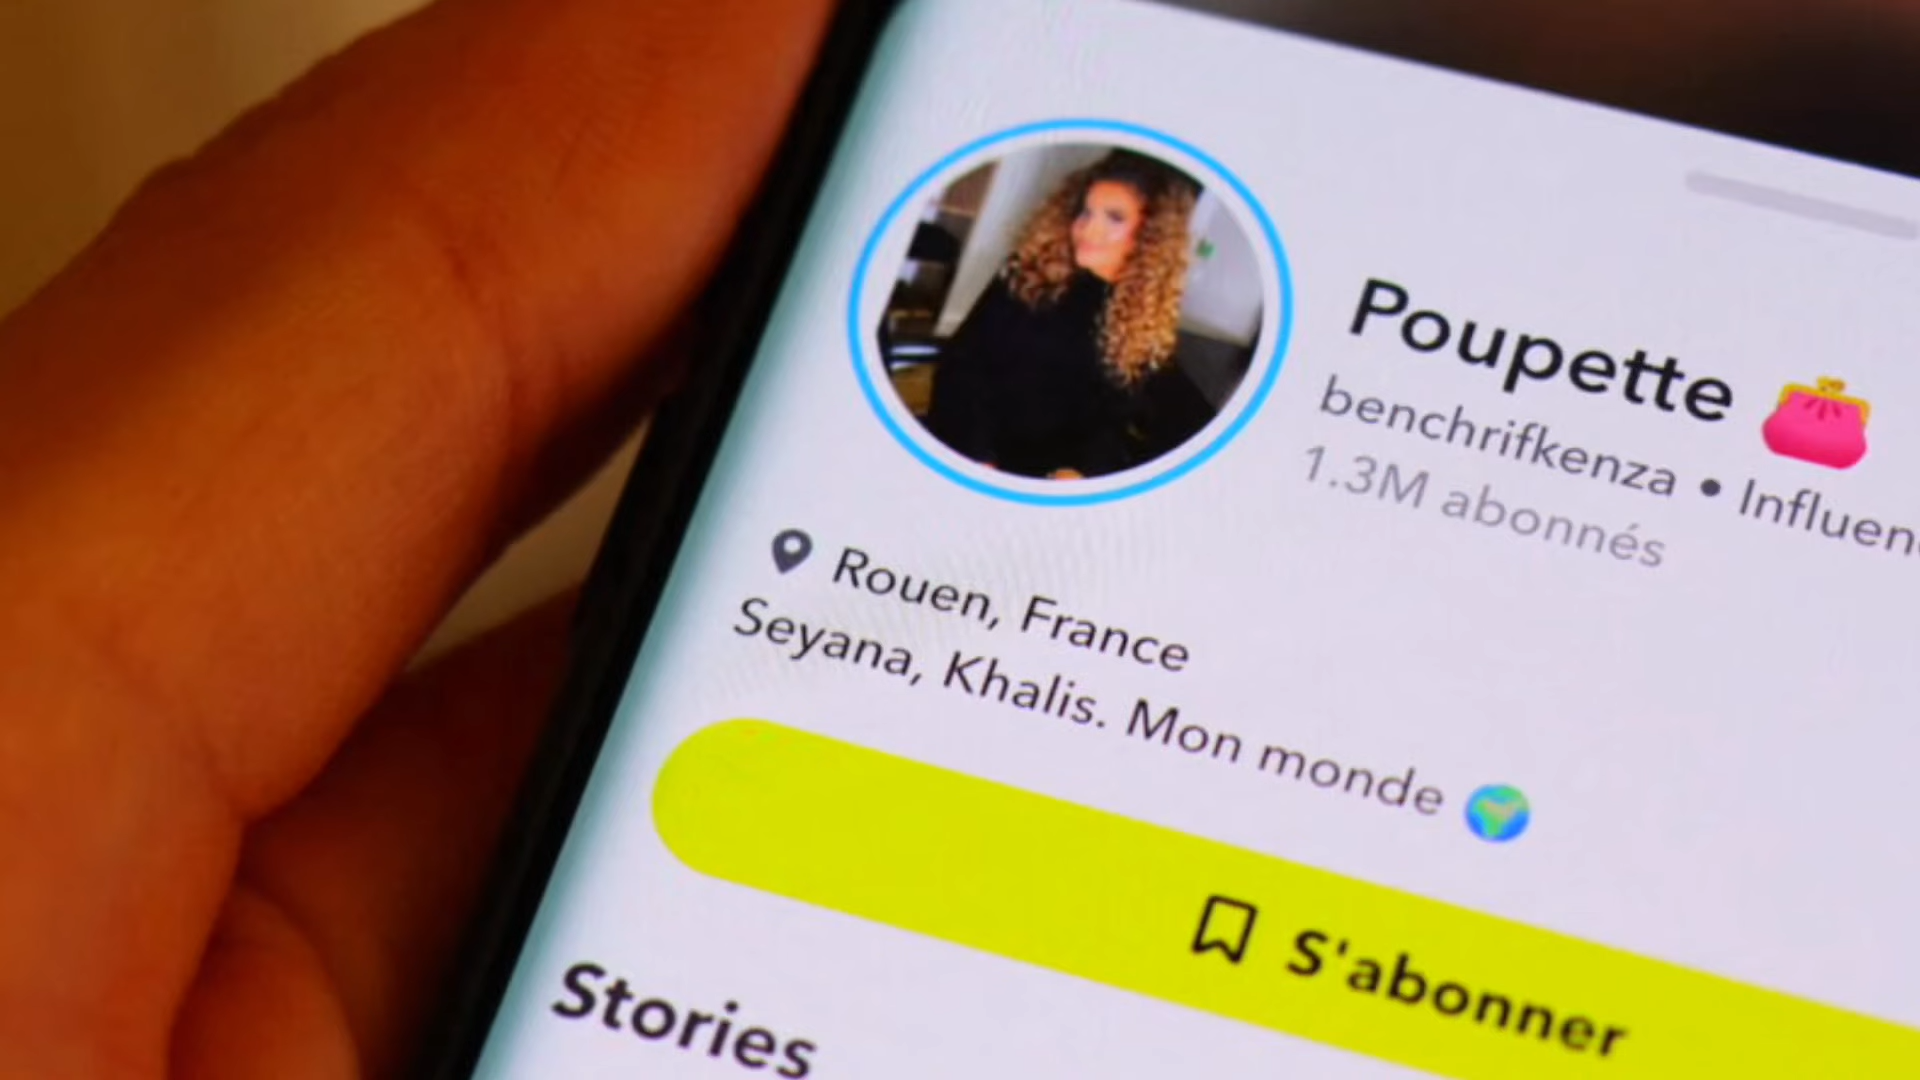 Poupette 👛
benchrifkenza • Influen
1.3M abonnés
Rouen, France
Seyana, Khalis. Mon monde 🌍
S'abonner
Stories